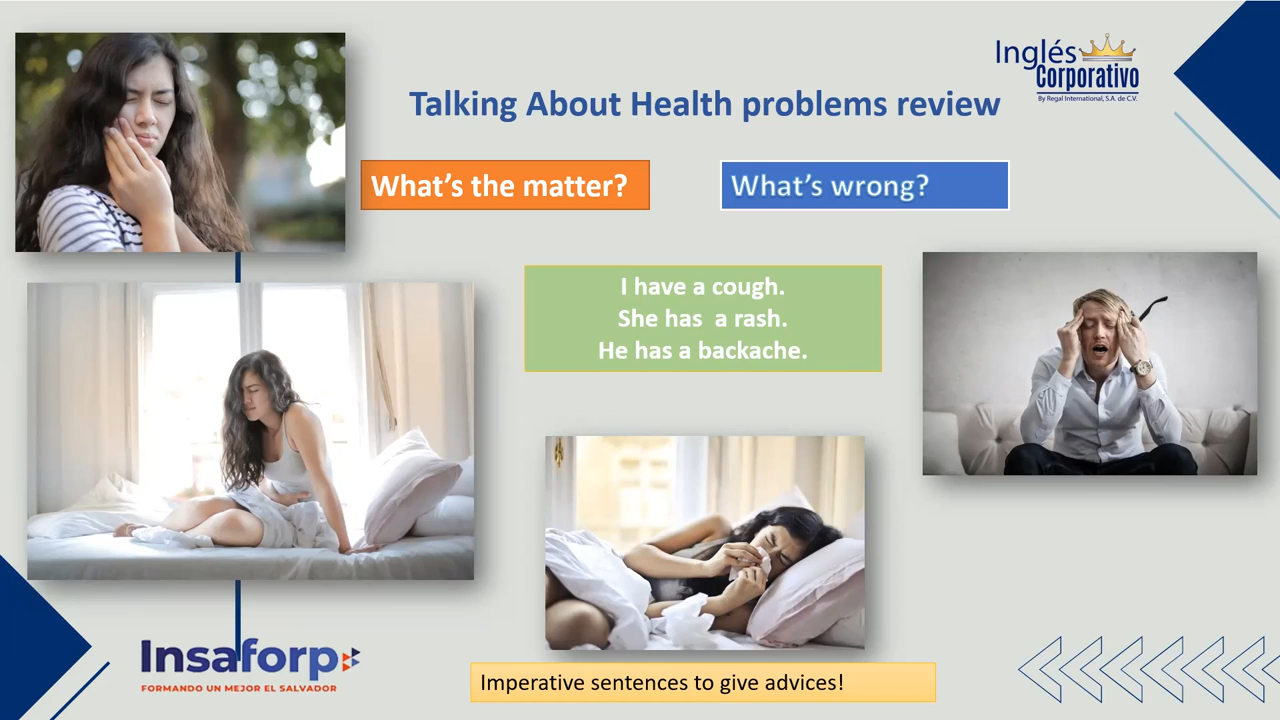 Inglés
Corporativo
By Regal International, S.A. de C.V.
Talking About Health problems review
What's the matter?
What's wrong?
I have a cough.
She has  a rash.
He has a backache.
Insaforp
FORMANDO UN MEJOR EL SALVADOR
Imperative sentences to give advices!